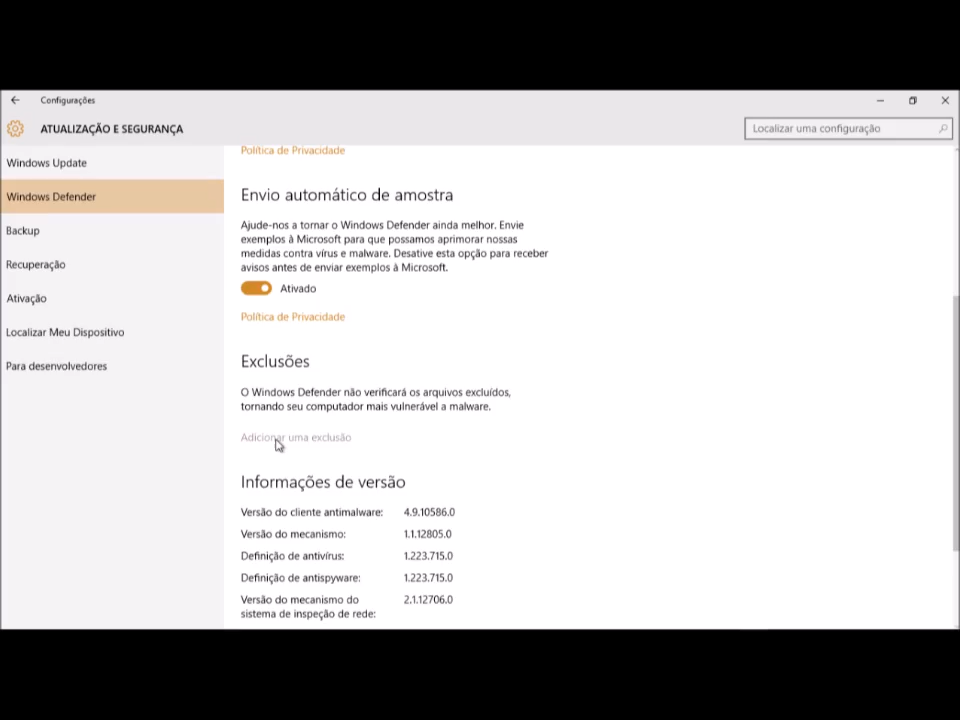 Configurações
ATUALIZAÇÃO E SEGURANÇA
Localizar uma configuração
Windows Update
Windows Defender
Backup
Recuperação
Ativação
Localizar Meu Dispositivo
Para desenvolvedores
Política de Privacidade
Envio automático de amostra
Ajude-nos a tornar o Windows Defender ainda melhor. Envie
exemplos à Microsoft para que possamos aprimorar nossas
medidas contra vírus e malware. Desative esta opção para receber
avisos antes de enviar exemplos à Microsoft.
Ativado
Política de Privacidade
Exclusões
O Windows Defender não verificará os arquivos excluídos,
tornando seu computador mais vulnerável a malware.
Adicionar uma exclusão
Informações de versão
Versão do cliente antimalware: 4.9.10586.0
Versão do mecanismo: 1.1.12805.0
Definição de antivírus: 1.223.715.0
Definição de antispyware: 1.223.715.0
Versão do mecanismo do 2.1.12706.0
sistema de inspeção de rede: